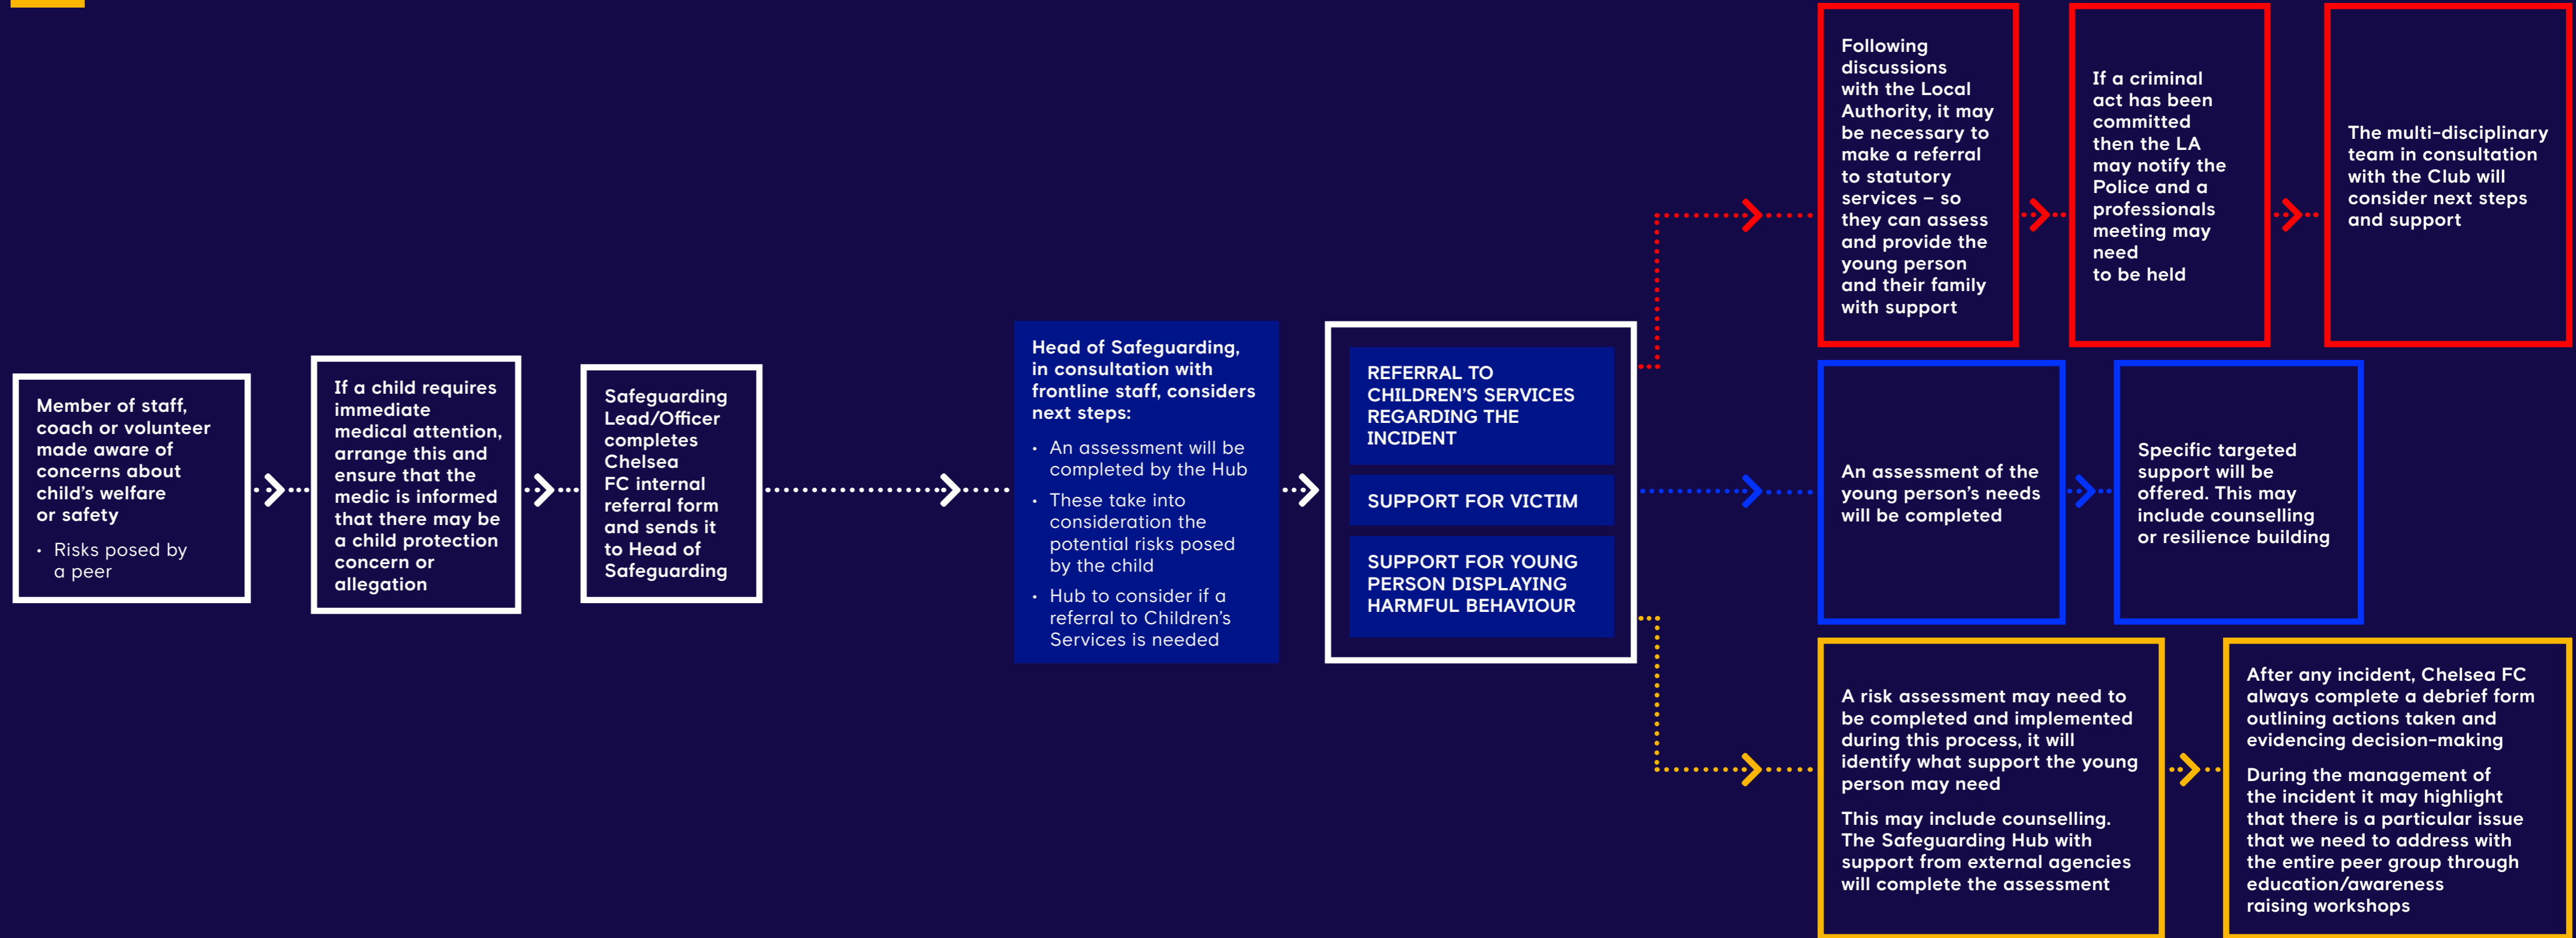 Member of staff,
coach or volunteer
made aware of
concerns about
child's welfare
or safety
• Risks posed by
a peer
If a child requires
immediate
medical attention,
arrange this and
ensure that the
medic is informed
that there may be
a child protection
concern or
allegation
Safeguarding
Lead/Officer
completes
Chelsea
FC internal
referral form
and sends it
to Head of
Safeguarding
Head of Safeguarding,
in consultation with
frontline staff, considers
next steps:
• An assessment will be
completed by the Hub
• These take into
consideration the
potential risks posed
by the child
• Hub to consider if a
referral to Children's
Services is needed
REFERRAL TO
CHILDREN'S SERVICES
REGARDING THE
INCIDENT
SUPPORT FOR VICTIM
SUPPORT FOR YOUNG
PERSON DISPLAYING
HARMFUL BEHAVIOUR
Following
discussions
with the Local
Authority, it may
be necessary to
make a referral
to statutory
services – so
they can assess
and provide the
young person
and their family
with support
If a criminal
act has been
committed
then the LA
may notify the
Police and a
professionals
meeting may
need
to be held
The multi-disciplinary
team in consultation
with the Club will
consider next steps
and support
An assessment of the
young person's needs
will be completed
Specific targeted
support will be
offered. This may
include counselling
or resilience building
A risk assessment may need to
be completed and implemented
during this process, it will
identify what support the young
person may need
This may include counselling.
The Safeguarding Hub with
support from external agencies
will complete the assessment
After any incident, Chelsea FC
always complete a debrief form
outlining actions taken and
evidencing decision-making
During the management of
the incident it may highlight
that there is a particular issue
that we need to address with
the entire peer group through
education/awareness
raising workshops